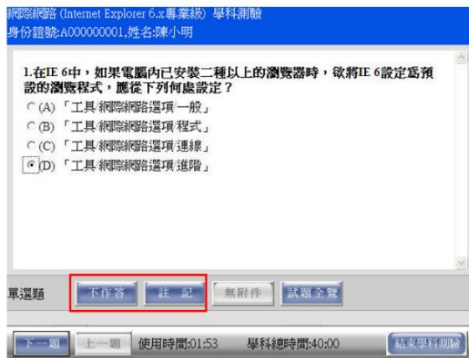 網際網路 (Internet Explorer 6.x專業級) 學科測驗
身份證號:A000000001,姓名:陳小明
1.在IE 6中，如果電腦內已安裝二種以上的瀏覽器時，欲將IE 6設定為預
設的瀏覽程式，應從下列何處設定？
(A) 「工具/網際網路選項/一般」
(B) 「工具/網際網路選項/程式」
(C) 「工具/網際網路選項/連線」
(D) 「工具/網際網路選項/進階」
單選題 不作答 註 記 無附件 試題全覽
下一題 上一題 使用時間:01:53 學科總時間:40:00 結束學科測驗